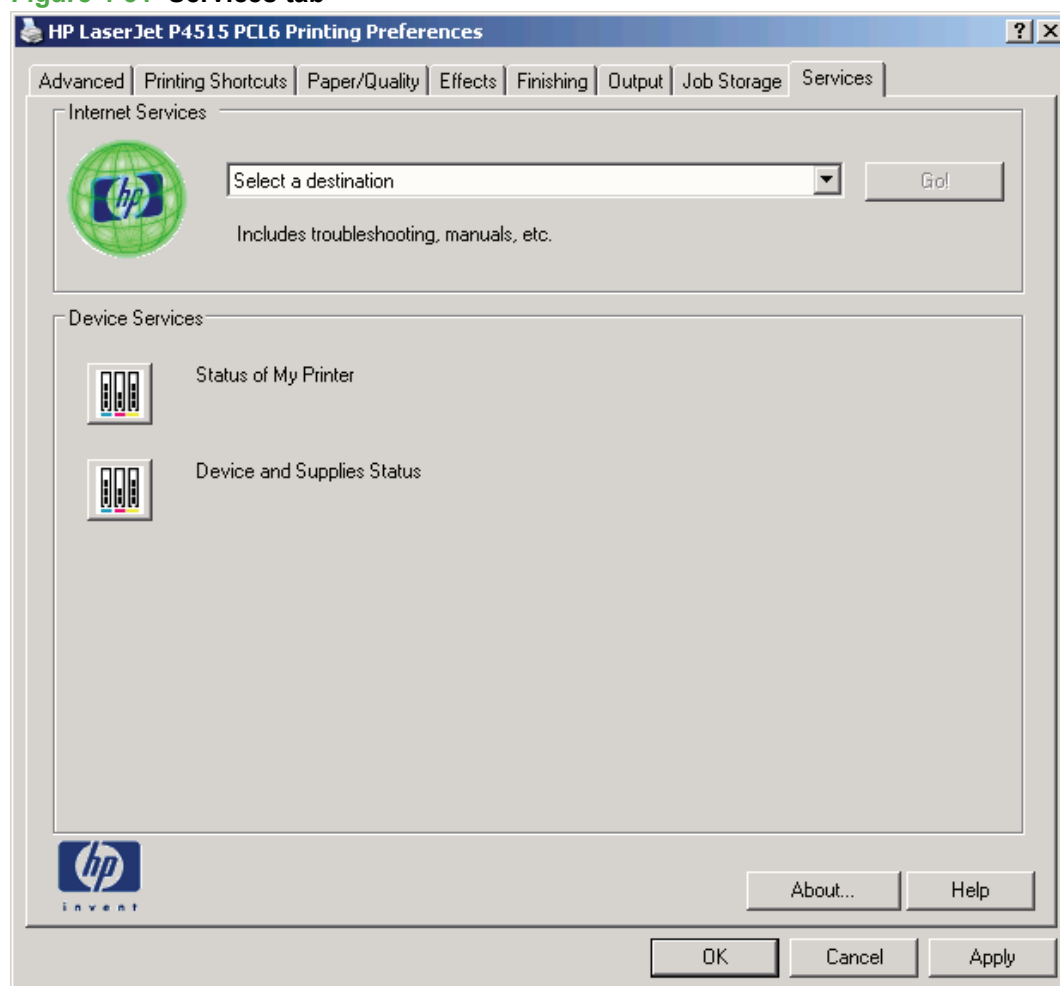 HP LaserJet P4515 PCL6 Printing Preferences
Advanced Printing Shortcuts Paper/Quality Effects Finishing Output Job Storage Services
Internet Services
hp
Select a destination Go!
Includes troubleshooting, manuals, etc.
Device Services
Status of My Printer
Device and Supplies Status
hp
invent
About... Help
OK Cancel Apply